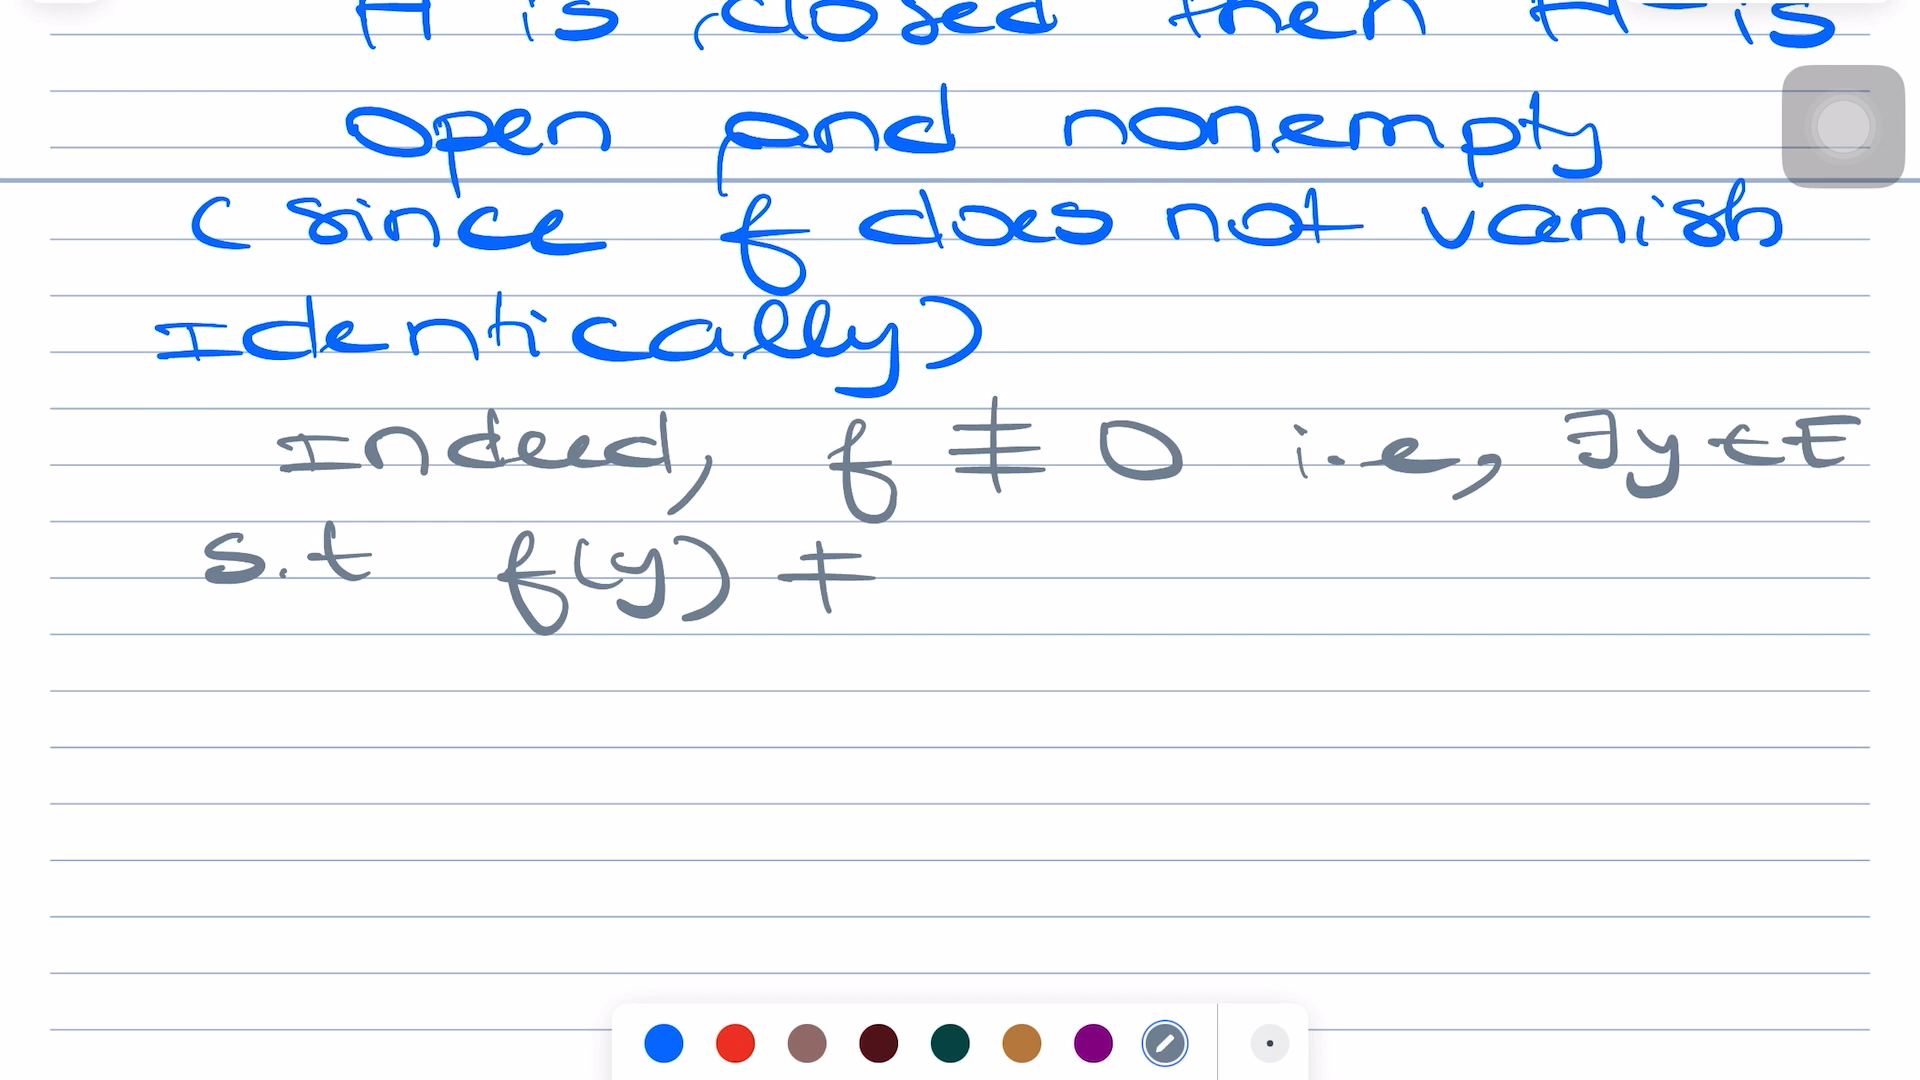 H is closed then H^c is
open and nonempty
(since f does not vanish
Identically)
Indeed, f ≢ 0 i.e, ∃y∈E
s.t f(y) ≠